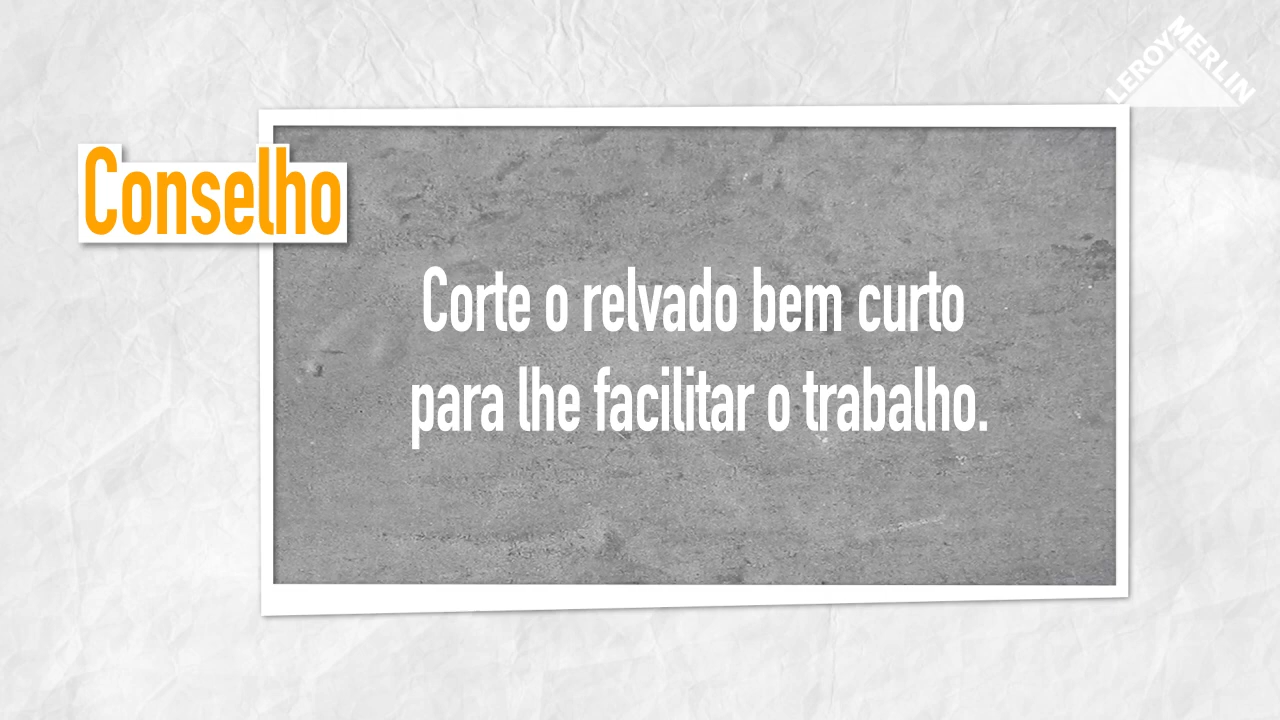 LEROY MERLIN
Conselho
Corte o relvado bem curto
para lhe facilitar o trabalho.